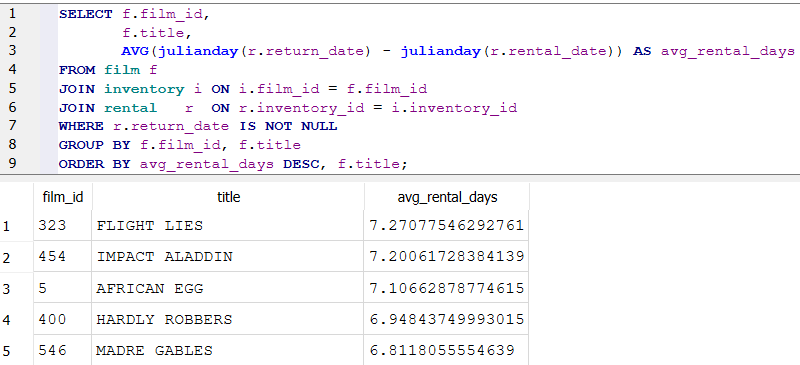 1 SELECT f.film_id,
2 f.title,
3 AVG(julianday(r.return_date) - julianday(r.rental_date)) AS avg_rental_days
4 FROM film f
5 JOIN inventory i ON i.film_id = f.film_id
6 JOIN rental r ON r.inventory_id = i.inventory_id
7 WHERE r.return_date IS NOT NULL
8 GROUP BY f.film_id, f.title
9 ORDER BY avg_rental_days DESC, f.title;
film_id title avg_rental_days
1 323 FLIGHT LIES 7.27077546292761
2 454 IMPACT ALADDIN 7.20061728384139
3 5 AFRICAN EGG 7.10662878774615
4 400 HARDLY ROBBERS 6.94843749993015
5 546 MADRE GABLES 6.8118055554639